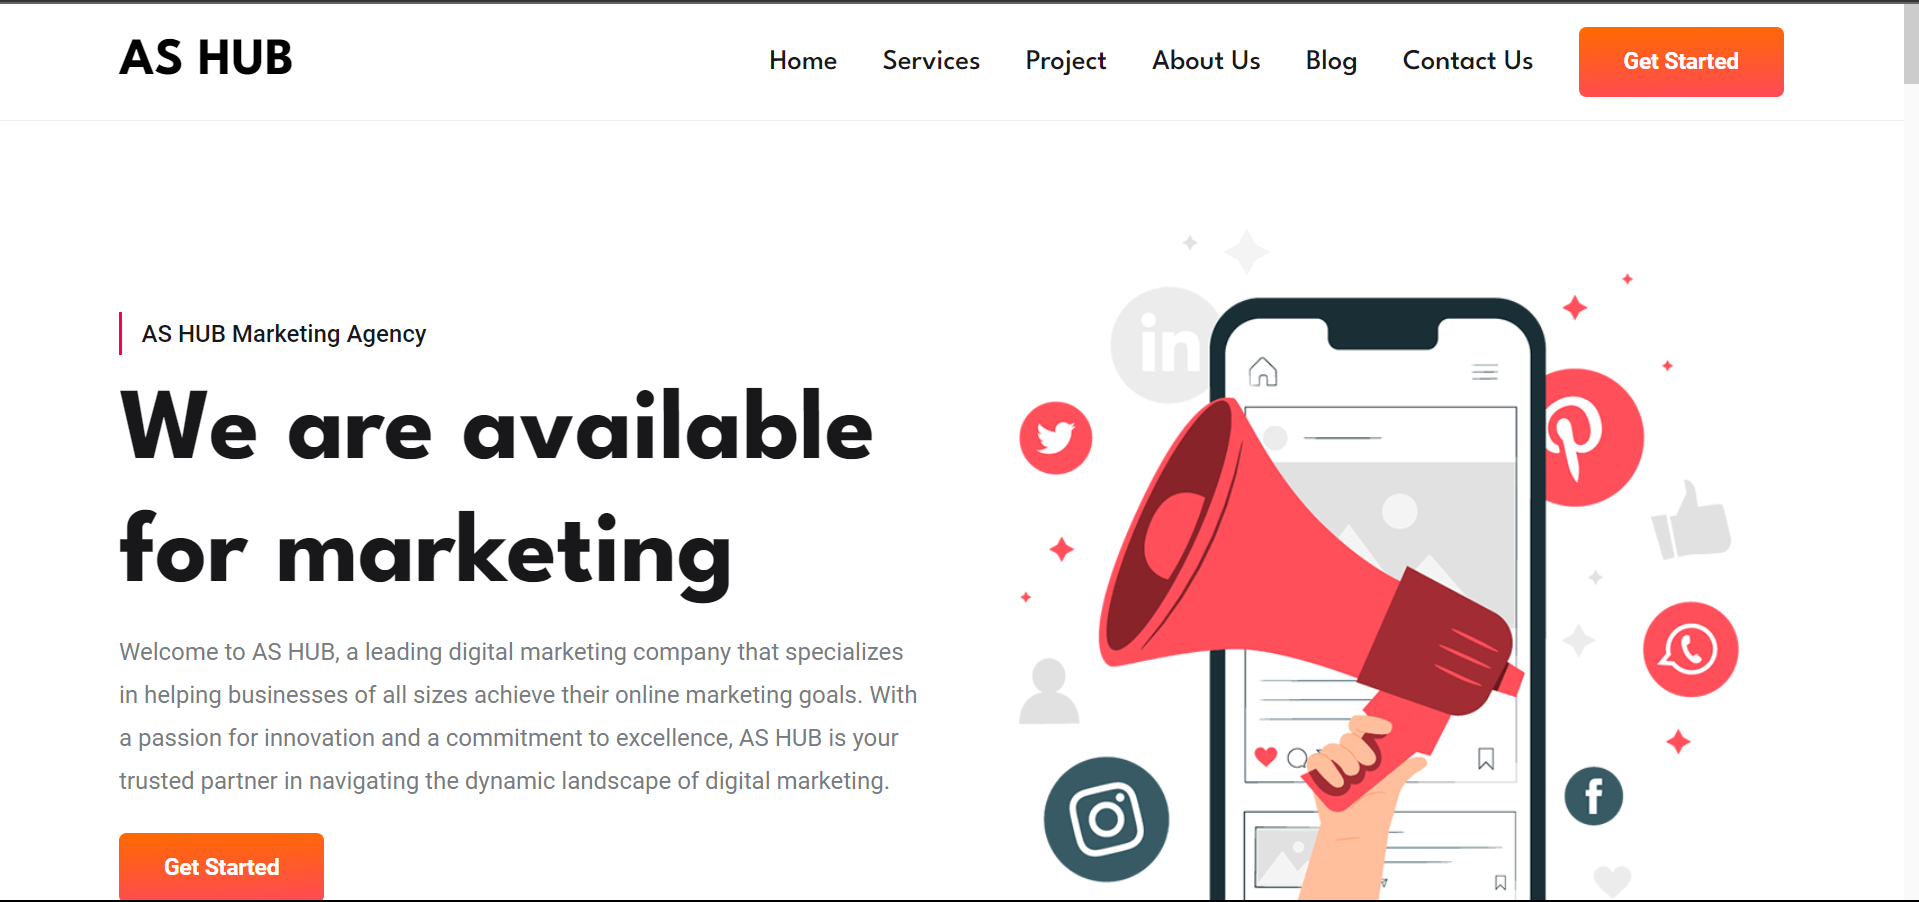 AS HUB
Home Services Project About Us Blog Contact Us Get Started
AS HUB Marketing Agency
We are available
for marketing
Welcome to AS HUB, a leading digital marketing company that specializes
in helping businesses of all sizes achieve their online marketing goals. With
a passion for innovation and a commitment to excellence, AS HUB is your
trusted partner in navigating the dynamic landscape of digital marketing.
Get Started
in